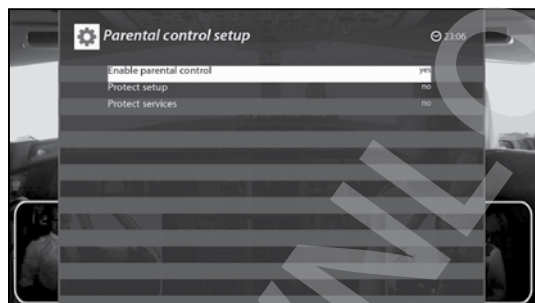 Parental control setup
23:06
Enable parental control yes
Protect setup no
Protect services no